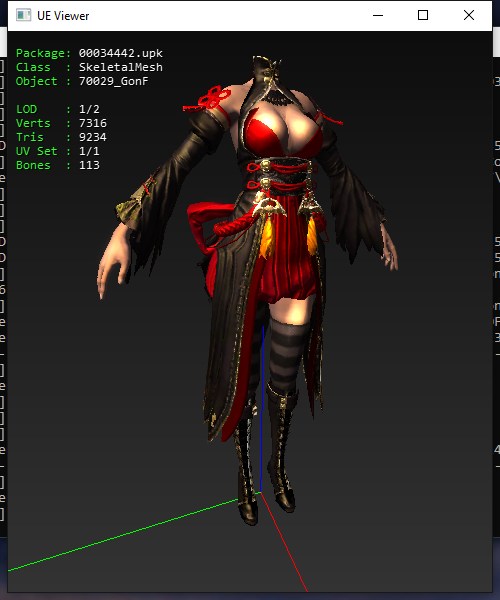 UE Viewer
Package: 00034442.upk
Class : SkeletalMesh
Object : 70029_GonF
LOD : 1/2
Verts : 7316
Tris : 9234
UV Set : 1/1
Bones : 113